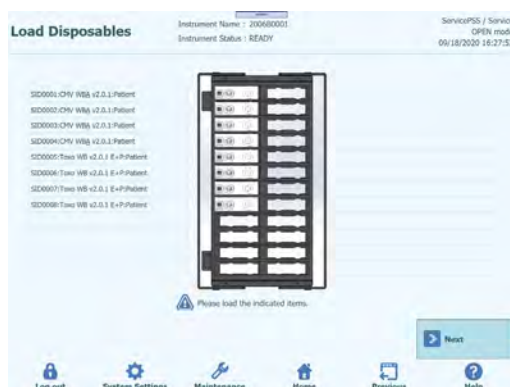 Load Disposables
Instrument Name : 200680001
Instrument Status : READY
ServicePSS / Servic
OPEN mod
09/18/2020 16:27:5
SID0001:CMV WBA v2.0.1:Patient
SID0002:CMV WBA v2.0.1:Patient
SID0003:CMV WBA v2.0.1:Patient
SID0004:CMV WBA v2.0.1:Patient
SID0005:Toxo WB v2.0.1 E+P:Patient
SID0006:Toxo WB v2.0.1 E+P:Patient
SID0007:Toxo WB v2.0.1 E+P:Patient
SID0008:Toxo WB v2.0.1 E+P:Patient
Please load the indicated items.
Next
Log out
System Settings
Maintenance
Home
Previous
Help